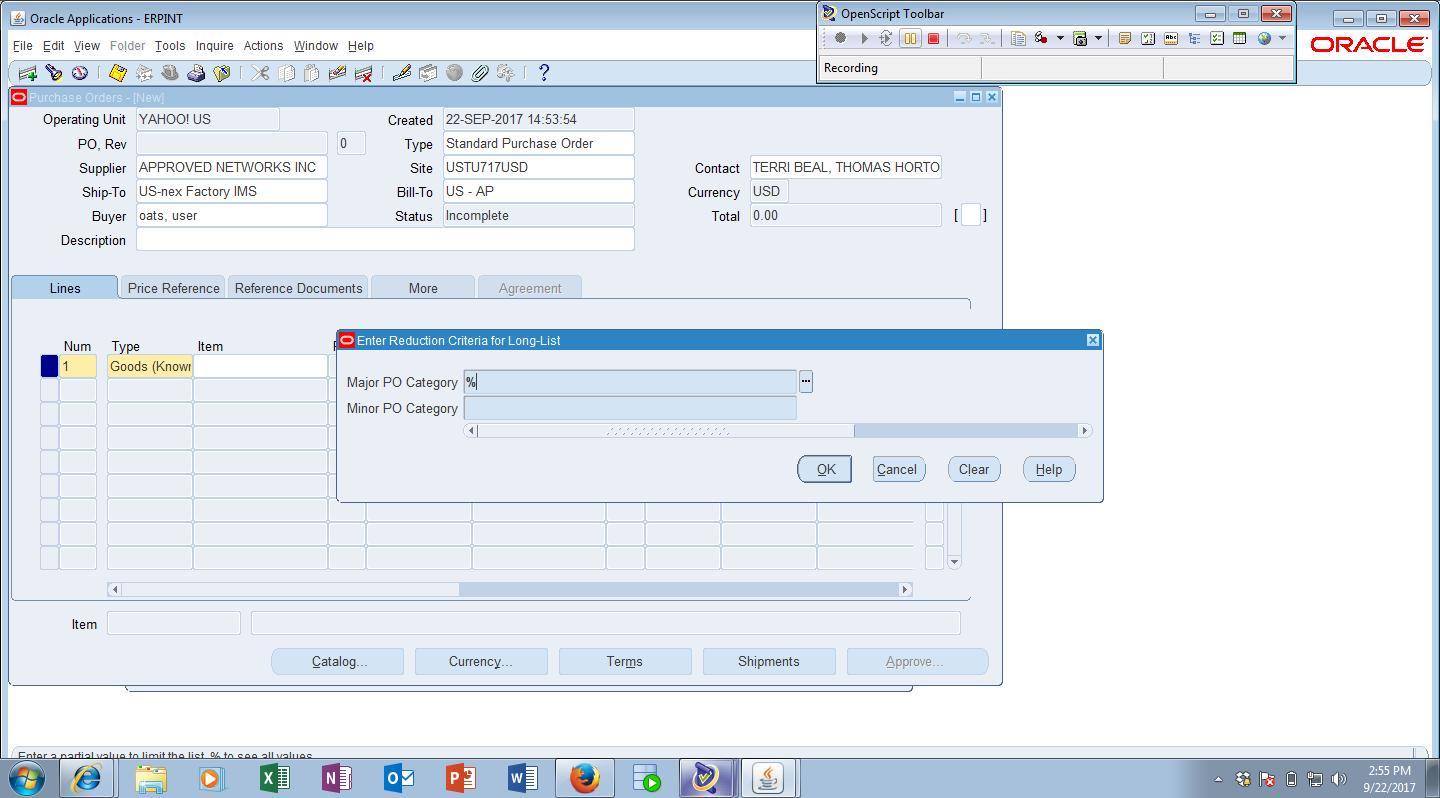 Oracle Applications - ERPINT
OpenScript Toolbar
File Edit View Folder Tools Inquire Actions Window Help
ORACLE
Recording
Purchase Orders - [New]
Operating Unit YAHOO! US Created 22-SEP-2017 14:53:54
PO, Rev 0 Type Standard Purchase Order
Supplier APPROVED NETWORKS INC Site USTU717USD Contact TERRI BEAL, THOMAS HORTO
Ship-To US-nex Factory IMS Bill-To US - AP Currency USD
Buyer oats, user Status Incomplete Total 0.00 [ ]
Description
Lines Price Reference Reference Documents More Agreement
Num Type Item
1 Goods (Known
Enter Reduction Criteria for Long-List
Major PO Category %
Minor PO Category
OK Cancel Clear Help
Item
Catalog... Currency... Terms Shipments Approve...
Enter a partial value to limit the list, % to see all values.
2:55 PM
9/22/2017